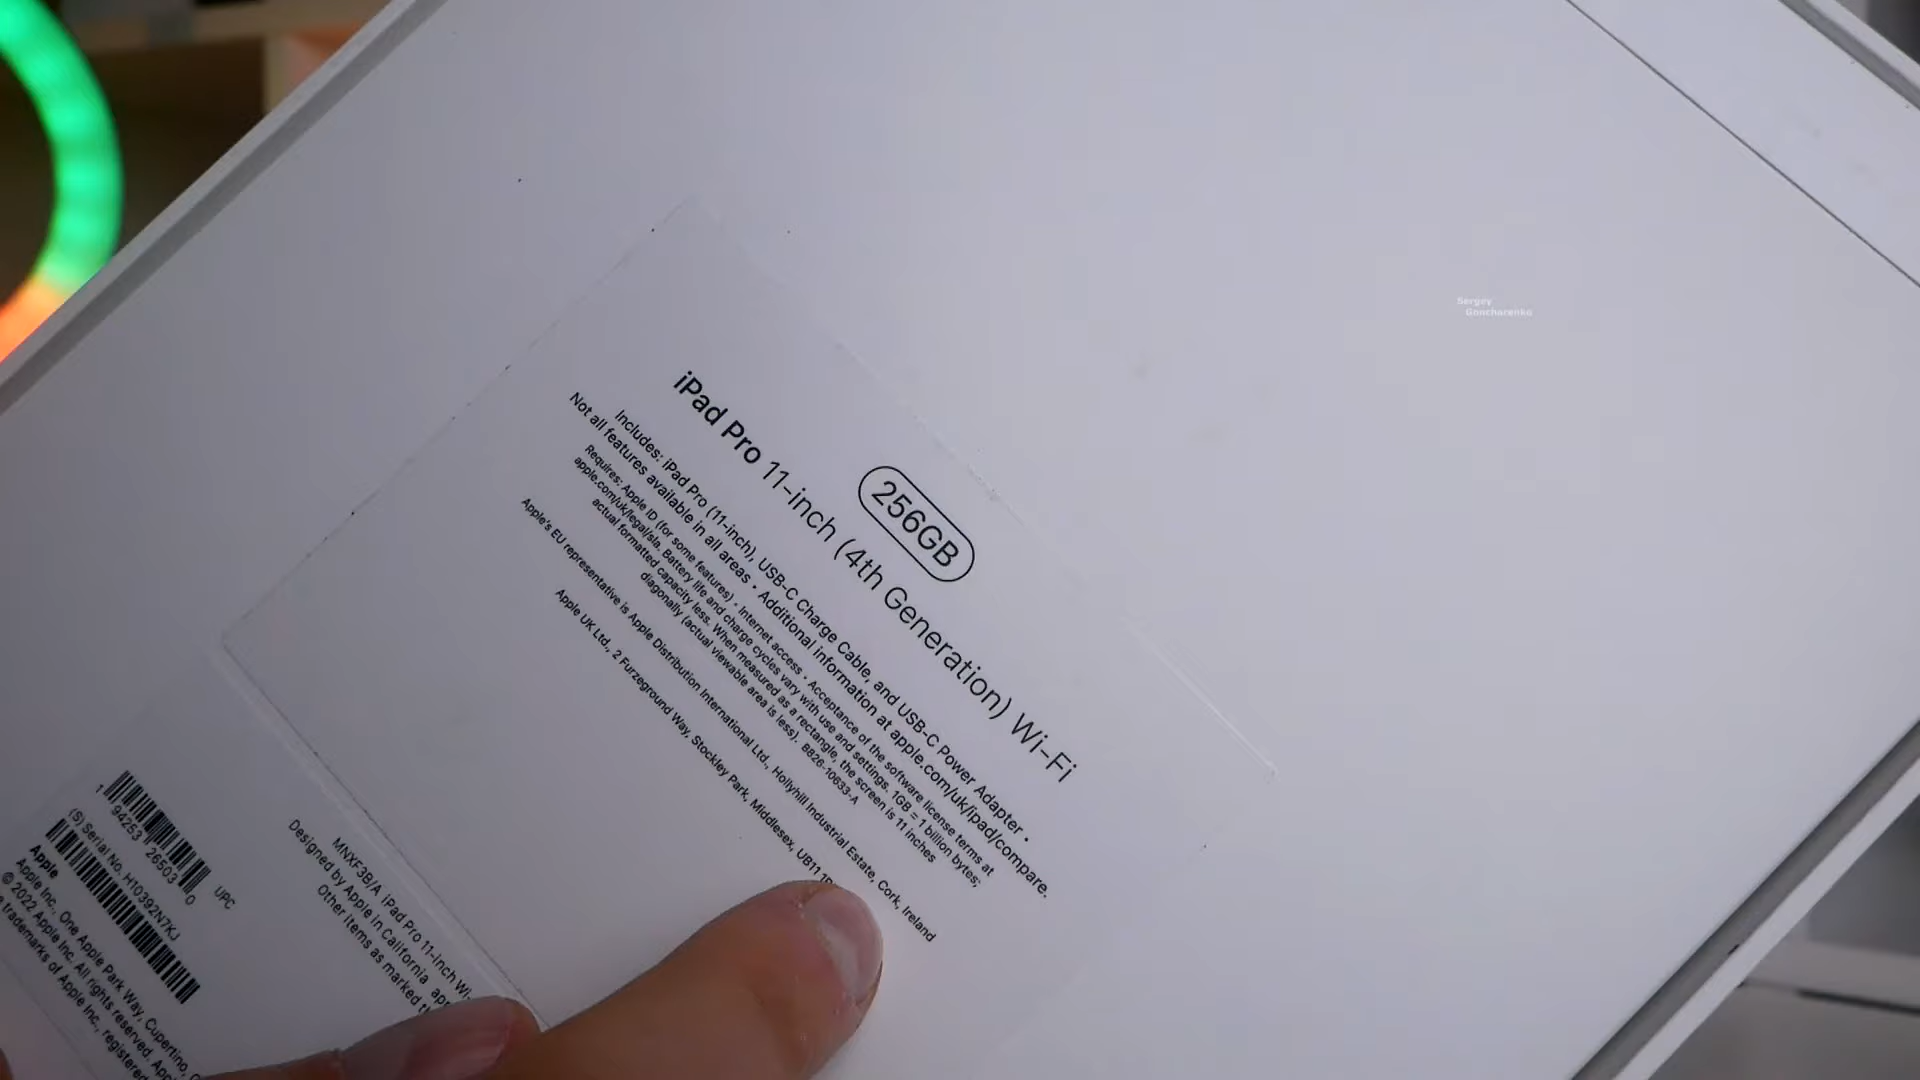 256GB
iPad Pro 11-inch (4th Generation) Wi-Fi
Includes: iPad Pro (11-inch), USB-C Charge Cable, and USB-C Power Adapter •
Not all features available in all areas • Additional information at apple.com/uk/ipad/compare.
Requires: Apple ID (for some features) • Internet access • Acceptance of the software license terms at
apple.com/uk/legal/sla. Battery life and charge cycles vary with use and settings. 1GB = 1 billion bytes;
actual formatted capacity less. When measured as a rectangle, the screen is 11 inches
diagonally (actual viewable area is less). BB26-10633-A
Apple's EU representative is Apple Distribution International Ltd., Hollyhill Industrial Estate, Cork, Ireland
Apple UK Ltd., 2 Furzeground Way, Stockley Park, Middlesex, UB11
MNXF3B/A iPad Pro 11-inch
Designed by Apple in California
Other items as marked
UPC
1 94253 26503 0
(S) Serial No. H10392N7KJ
Apple
Apple Inc., One Apple Park Way, Cupertino,
© 2022 Apple Inc. All rights reserved.
trademarks of Apple Inc., registered
Sergey
Goncharenko